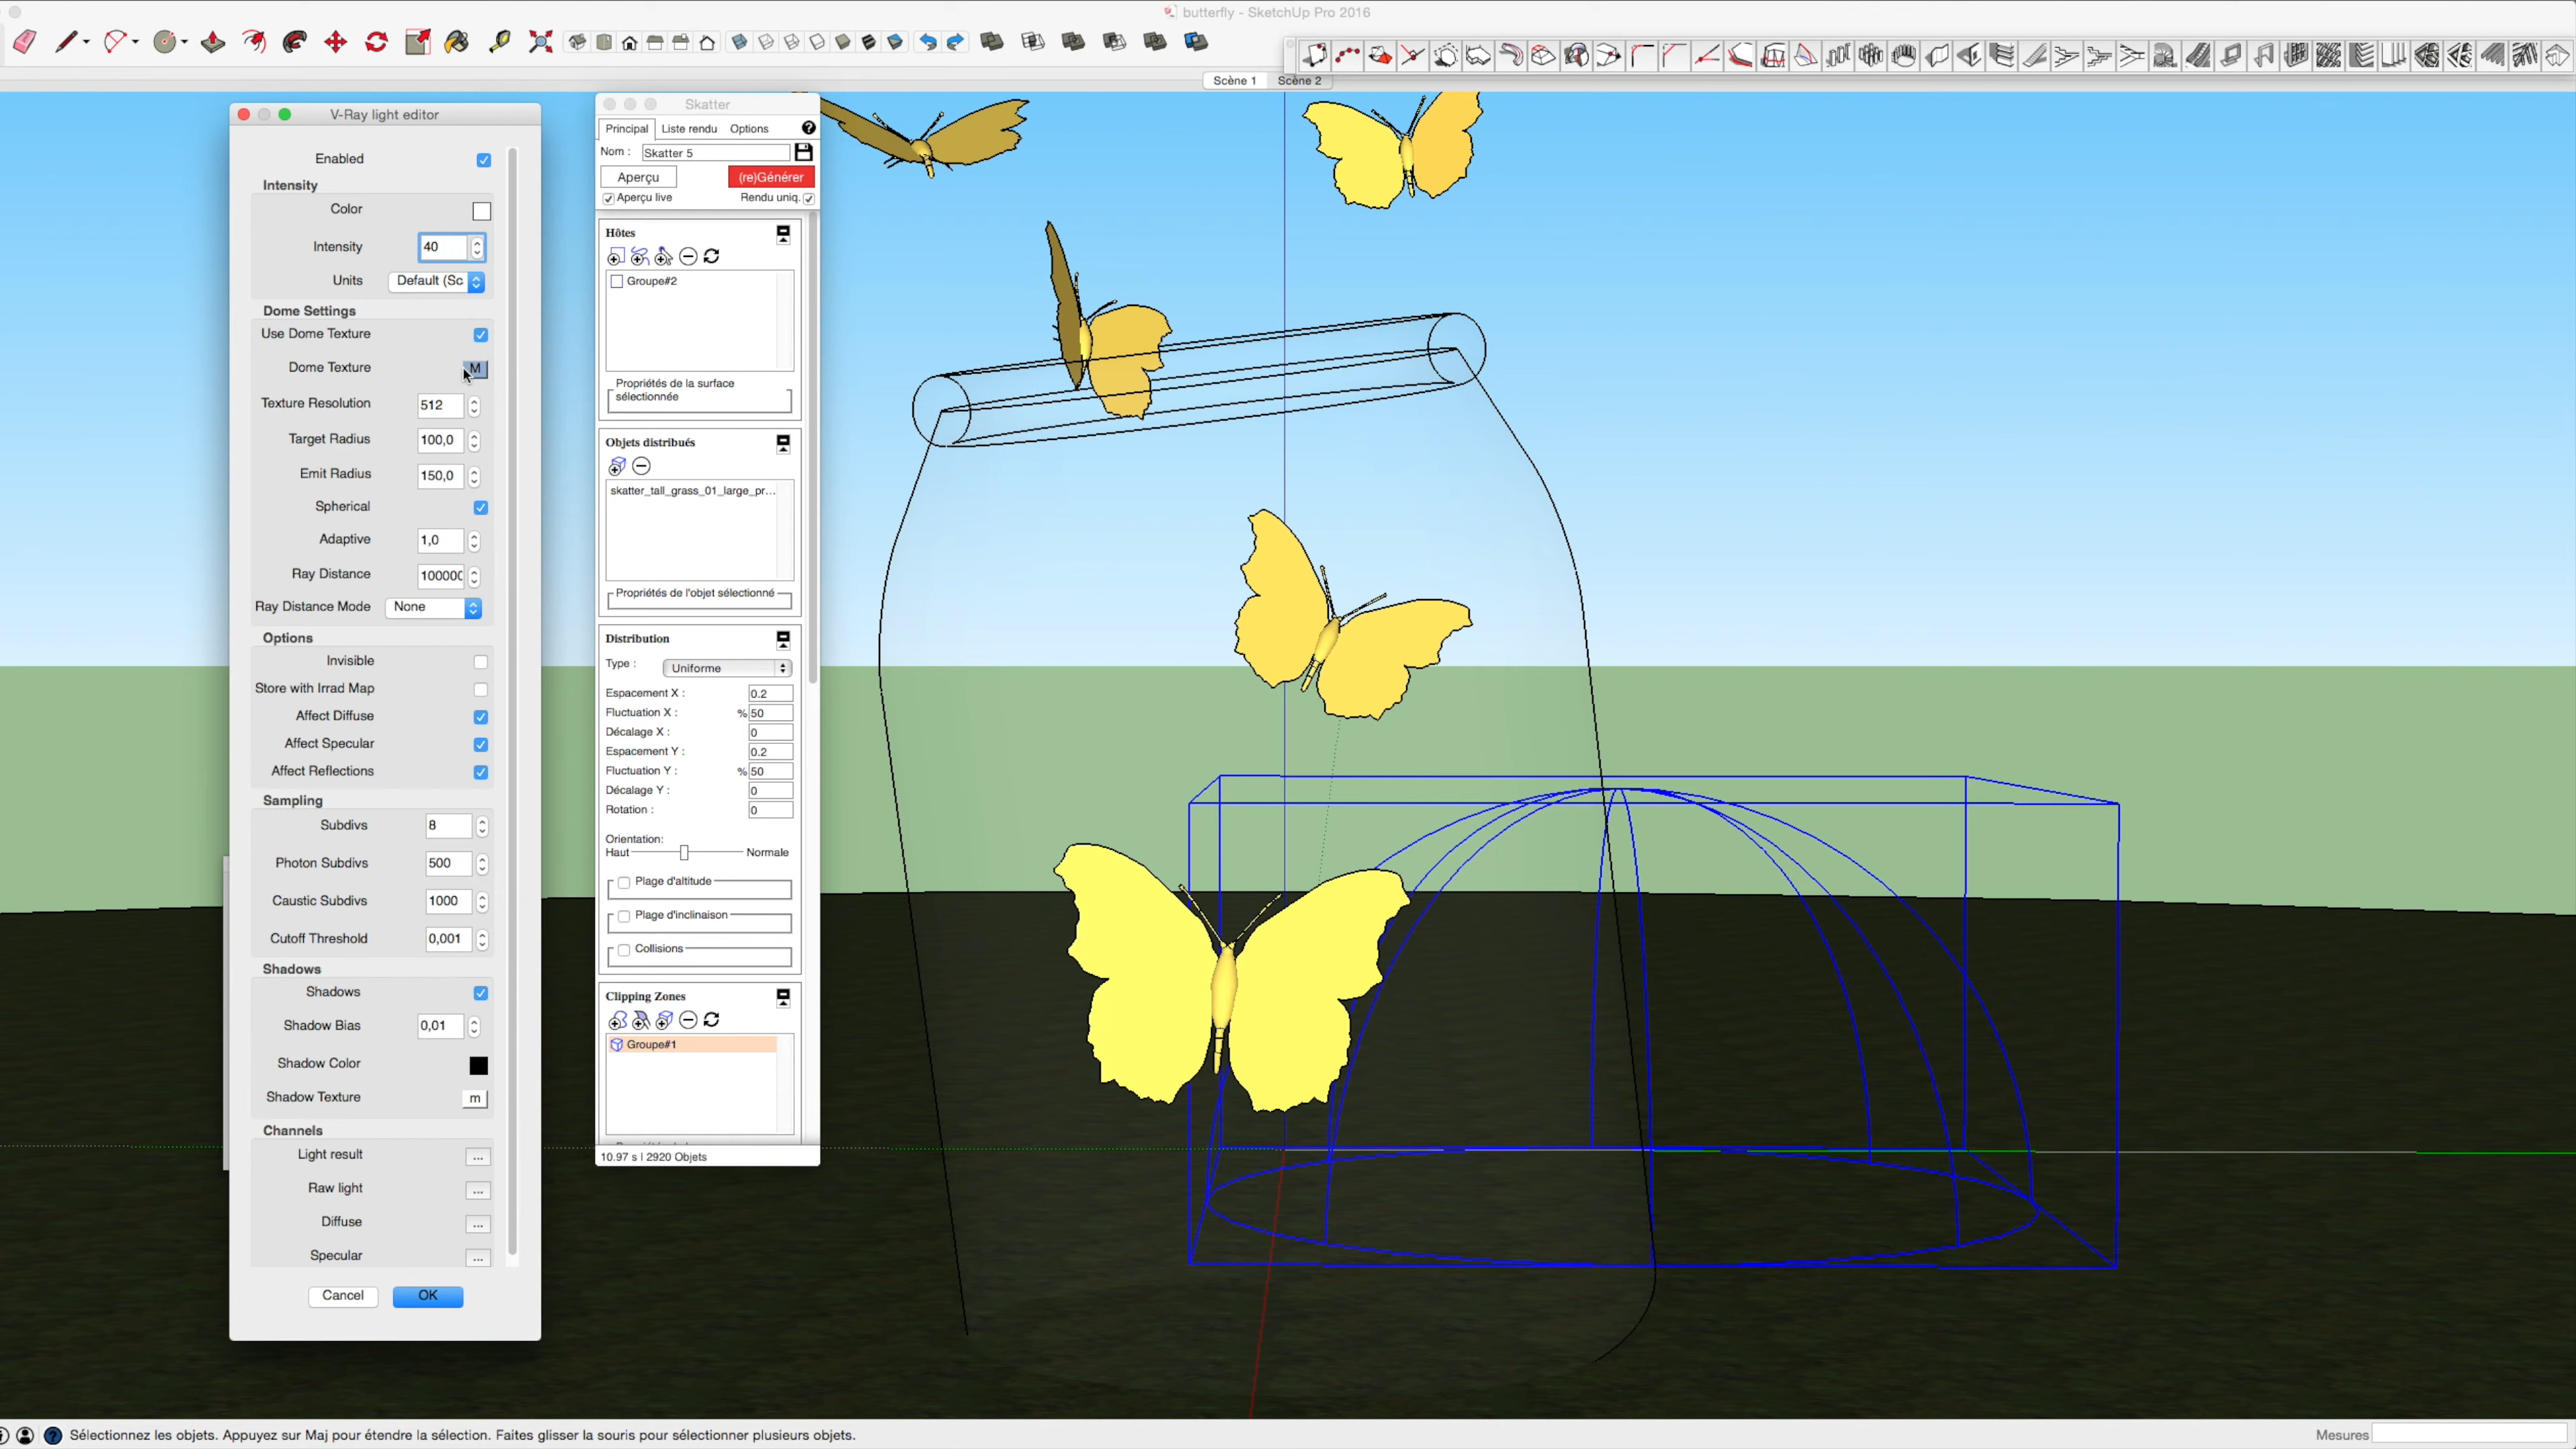 butterfly - SketchUp Pro 2016
Scène 1 Scène 2
V-Ray light editor
Enabled
Intensity
Color
Intensity 40
Units Default (Sc
Dome Settings
Use Dome Texture
Dome Texture M
Texture Resolution 512
Target Radius 100,0
Emit Radius 150,0
Spherical
Adaptive 1,0
Ray Distance 10000
Ray Distance Mode None
Options
Invisible
Store with Irrad Map
Affect Diffuse
Affect Specular
Affect Reflections
Sampling
Subdivs 8
Photon Subdivs 500
Caustic Subdivs 1000
Cutoff Threshold 0,001
Shadows
Shadows
Shadow Bias 0,01
Shadow Color
Shadow Texture m
Channels
Light result ...
Raw light ...
Diffuse ...
Specular ...
Cancel OK
Skatter
Principal Liste rendu Options ?
Nom : Skatter 5
Aperçu (re)Générer
Aperçu live Rendu uniq.
Hôtes
Groupe#2
Propriétés de la surface
sélectionnée
Objets distribués
skatter_tall_grass_01_large_pr...
Propriétés de l'objet sélectionné
Distribution
Type : Uniforme
Espacement X : 0.2
Fluctuation X : % 50
Décalage X : 0
Espacement Y : 0.2
Fluctuation Y : % 50
Décalage Y : 0
Rotation : 0
Orientation:
Haut Normale
Plage d'altitude
Plage d'inclinaison
Collisions
Clipping Zones
Groupe#1
10.97 s | 2920 Objets
Sélectionnez les objets. Appuyez sur Maj pour étendre la sélection. Faites glisser la souris pour sélectionner plusieurs objets.
Mesures